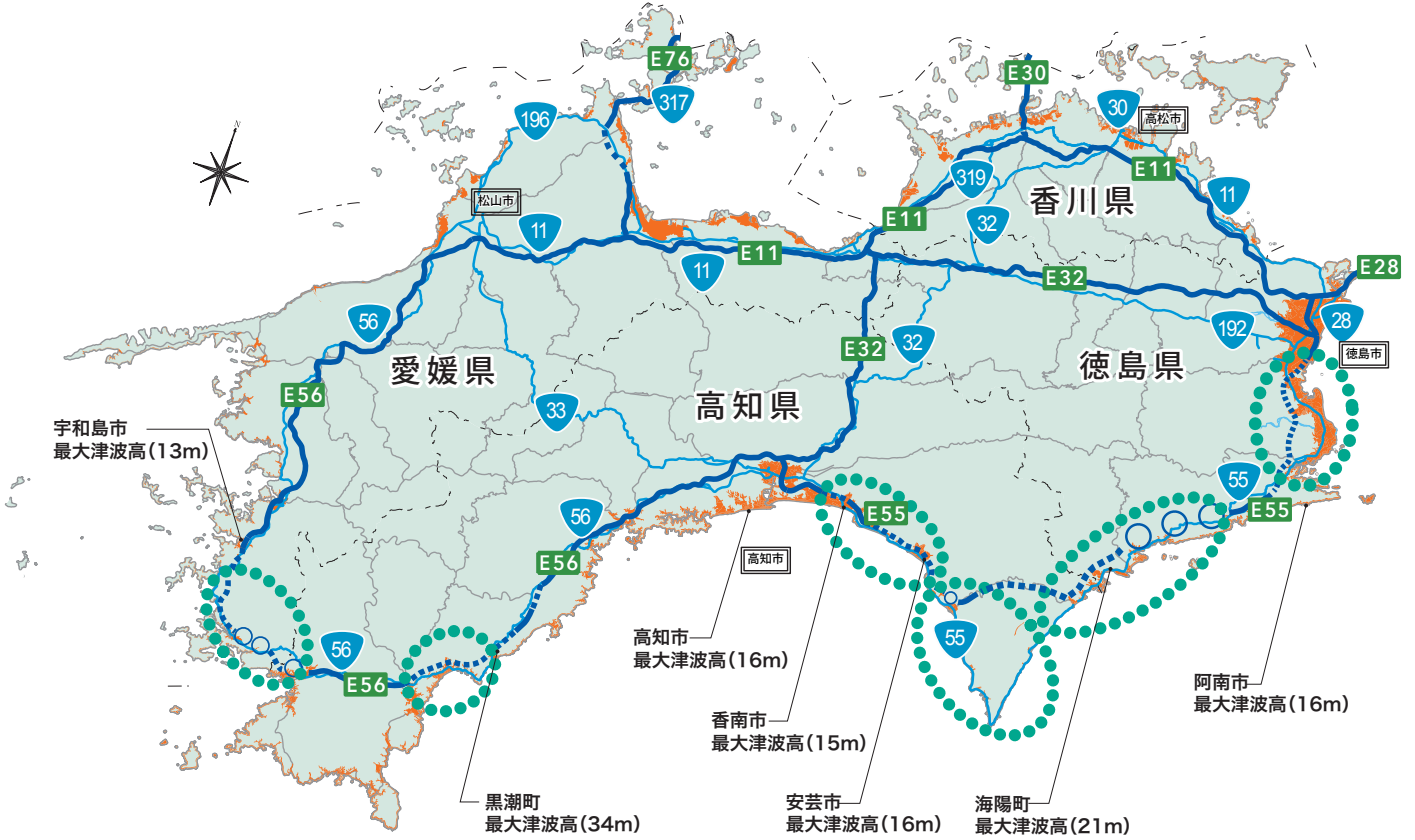 N
E76
317
E30
30
高松市
196
E11
319
11
松山市
香川県
32
E11
11
E11
11
E32
E28
56
28
192
32
徳島市
E32
徳島県
愛媛県
E56
高知県
33
宇和島市
最大津波高(13m)
55
E55
56
E55
E56
高知市
高知市
最大津波高(16m)
55
56
E56
阿南市
最大津波高(16m)
香南市
最大津波高(15m)
黒潮町
最大津波高(34m)
安芸市
最大津波高(16m)
海陽町
最大津波高(21m)